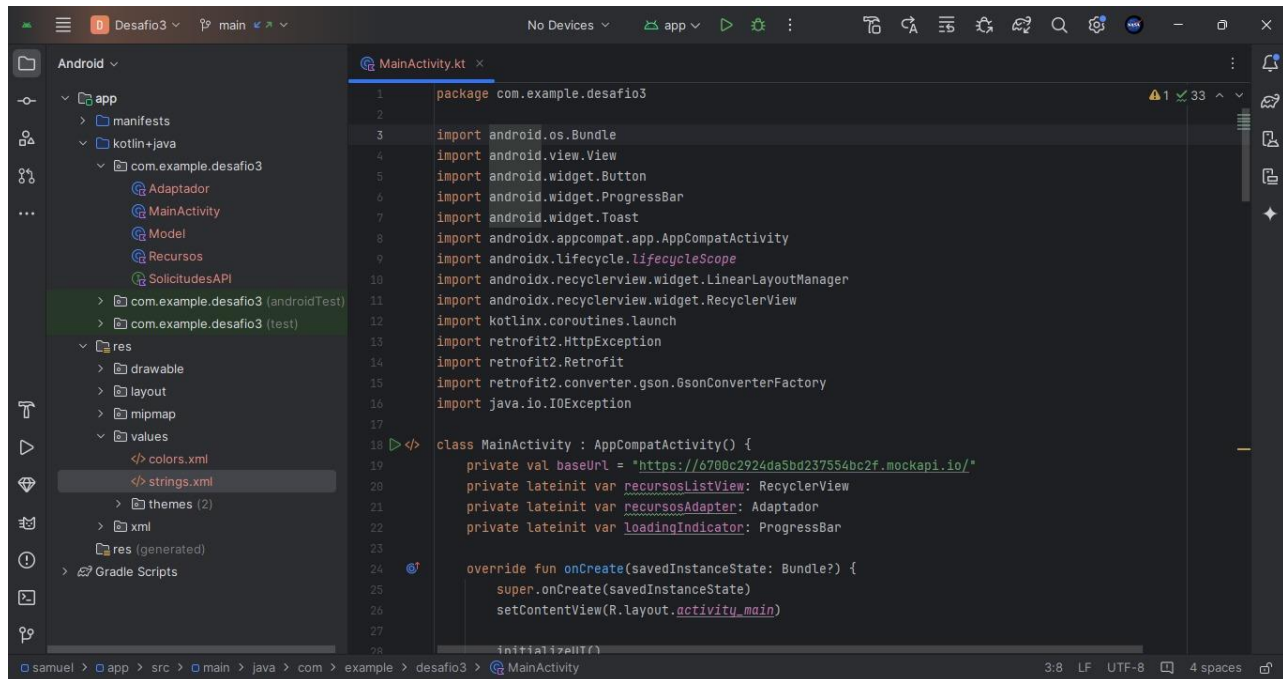 D Desafio3 main No Devices app
Android
MainActivity.kt
app
manifests
kotlin+java
com.example.desafio3
Adaptador
MainActivity
Model
Recursos
SolicitudesAPI
com.example.desafio3 (androidTest)
com.example.desafio3 (test)
res
drawable
layout
mipmap
values
</> colors.xml
</> strings.xml
themes (2)
xml
res (generated)
Gradle Scripts
1 package com.example.desafio3
1 33
2
3 import android.os.Bundle
4 import android.view.View
5 import android.widget.Button
6 import android.widget.ProgressBar
7 import android.widget.Toast
8 import androidx.appcompat.app.AppCompatActivity
9 import androidx.lifecycle.lifecycleScope
10 import androidx.recyclerview.widget.LinearLayoutManager
11 import androidx.recyclerview.widget.RecyclerView
12 import kotlinx.coroutines.launch
13 import retrofit2.HttpException
14 import retrofit2.Retrofit
15 import retrofit2.converter.gson.GsonConverterFactory
16 import java.io.IOException
17
18 </> class MainActivity : AppCompatActivity() {
19 private val baseUrl = "https://6700c2924da5bd237554bc2f.mockapi.io/"
20 private lateinit var recursosListView: RecyclerView
21 private lateinit var recursosAdapter: Adaptador
22 private lateinit var loadingIndicator: ProgressBar
23
24 override fun onCreate(savedInstanceState: Bundle?) {
25 super.onCreate(savedInstanceState)
26 setContentView(R.layout.activity_main)
27
28 initializeUI()
samuel > app > src > main > java > com > example > desafio3 > MainActivity 3:8 LF UTF-8 4 spaces